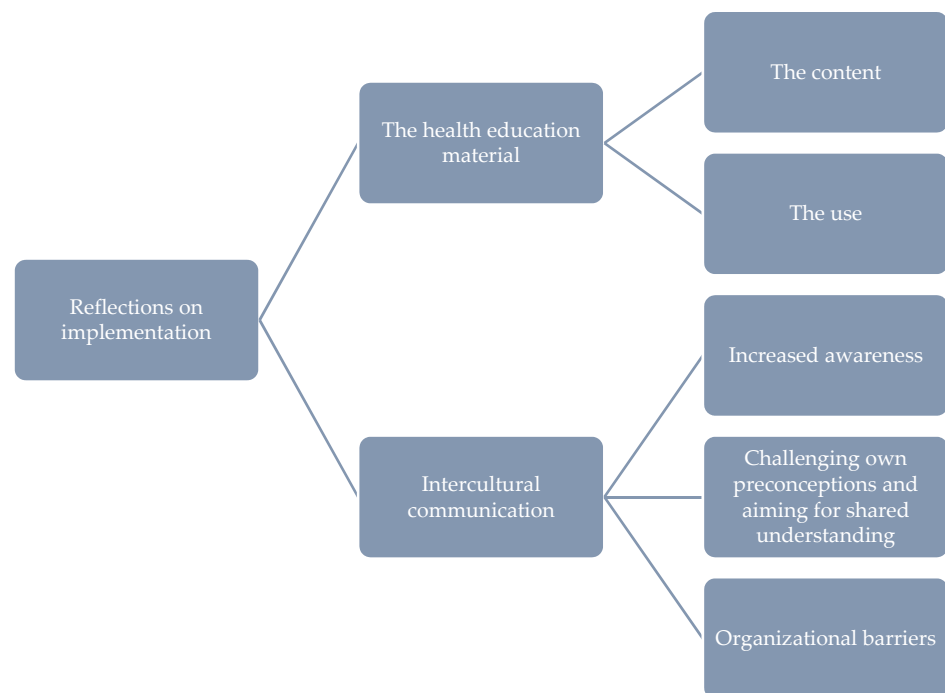 Reflections on
implementation
The health education
material
The content
The use
Intercultural
communication
Increased awareness
Challenging own
preconceptions and
aiming for shared
understanding
Organizational barriers